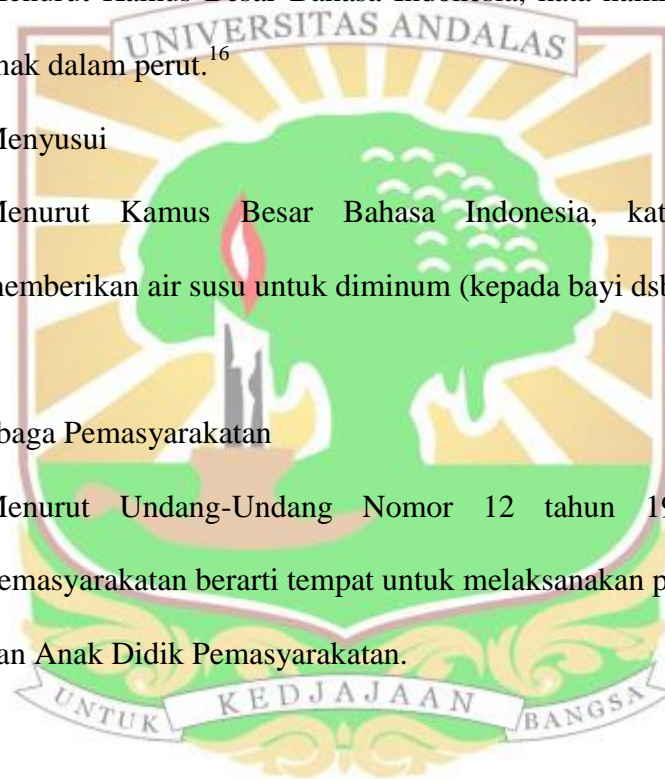 Menurut Kamus Besar Bahasa Indonesia, kata
UNIVERSITAS ANDALAS
nak dalam perut.16
Menyusui
Menurut Kamus Besar Bahasa Indonesia, kat
memberikan air susu untuk diminum (kepada bayi dsb
baga Pemasyarakatan
Menurut Undang-Undang Nomor 12 tahun 19
emasyarakatan berarti tempat untuk melaksanakan p
an Anak Didik Pemasyarakatan.
UNTUK KEDJAJAAN BANGSA